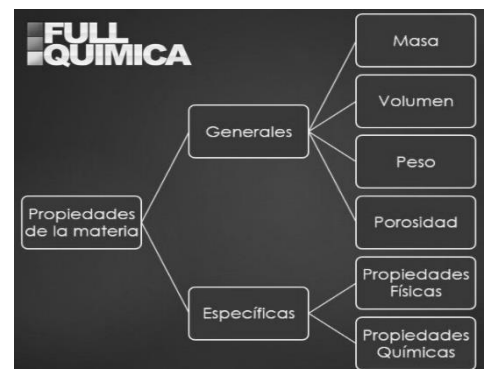 FULL
QUIMICA
Masa
Generales
Volumen
Peso
Porosidad
Propiedades
de la materia
Específicas
Propiedades
Físicas
Propiedades
Químicas